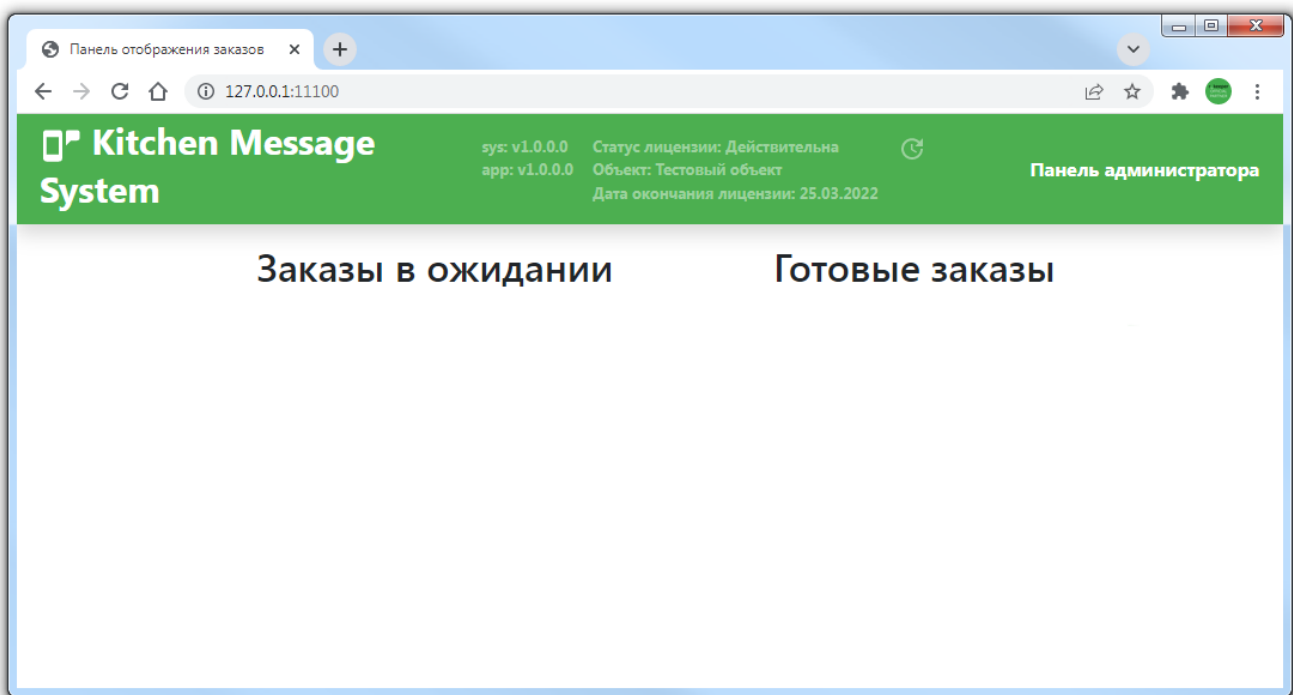 Панель отображения заказов
127.0.0.1:11100
Kitchen Message
System
sys: v1.0.0.0
app: v1.0.0.0
Статус лицензии: Действительна
Объект: Тестовый объект
Дата окончания лицензии: 25.03.2022
Панель администратора
Заказы в ожидании
Готовые заказы